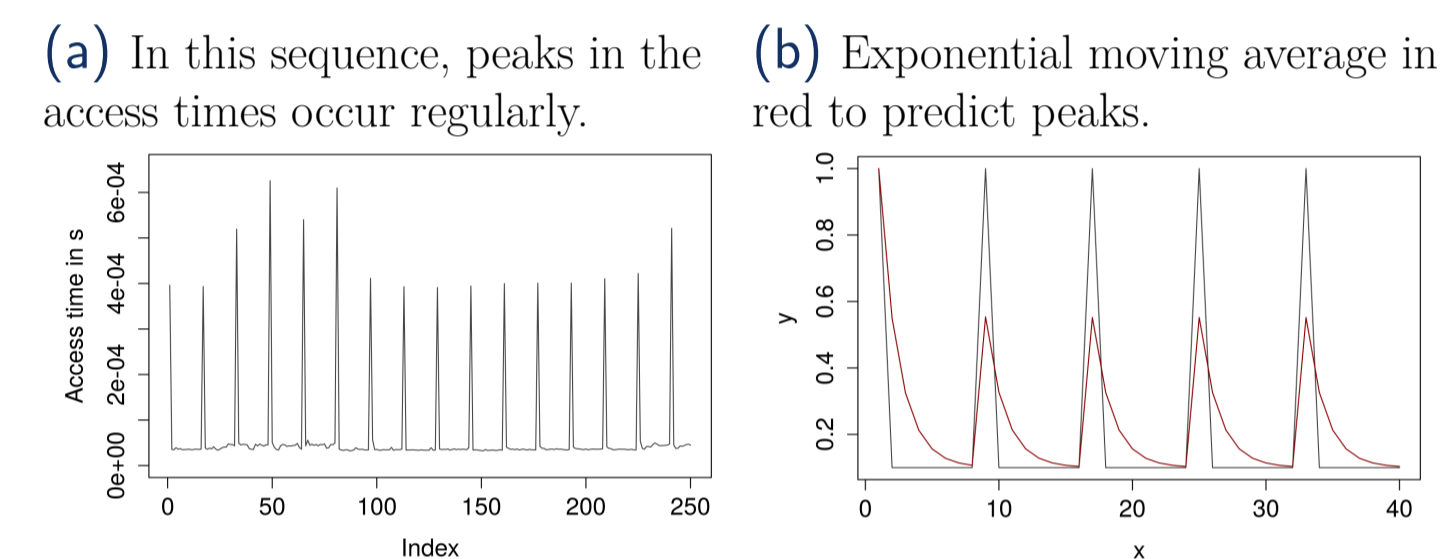 (a) In this sequence, peaks in the
access times occur regularly.
Access time in s
6e-04
4e-04
2e-04
0e+00
0 50 100 150 200 250
Index
(b) Exponential moving average in
red to predict peaks.
y
1.0
0.8
0.6
0.4
0.2
0 10 20 30 40
x